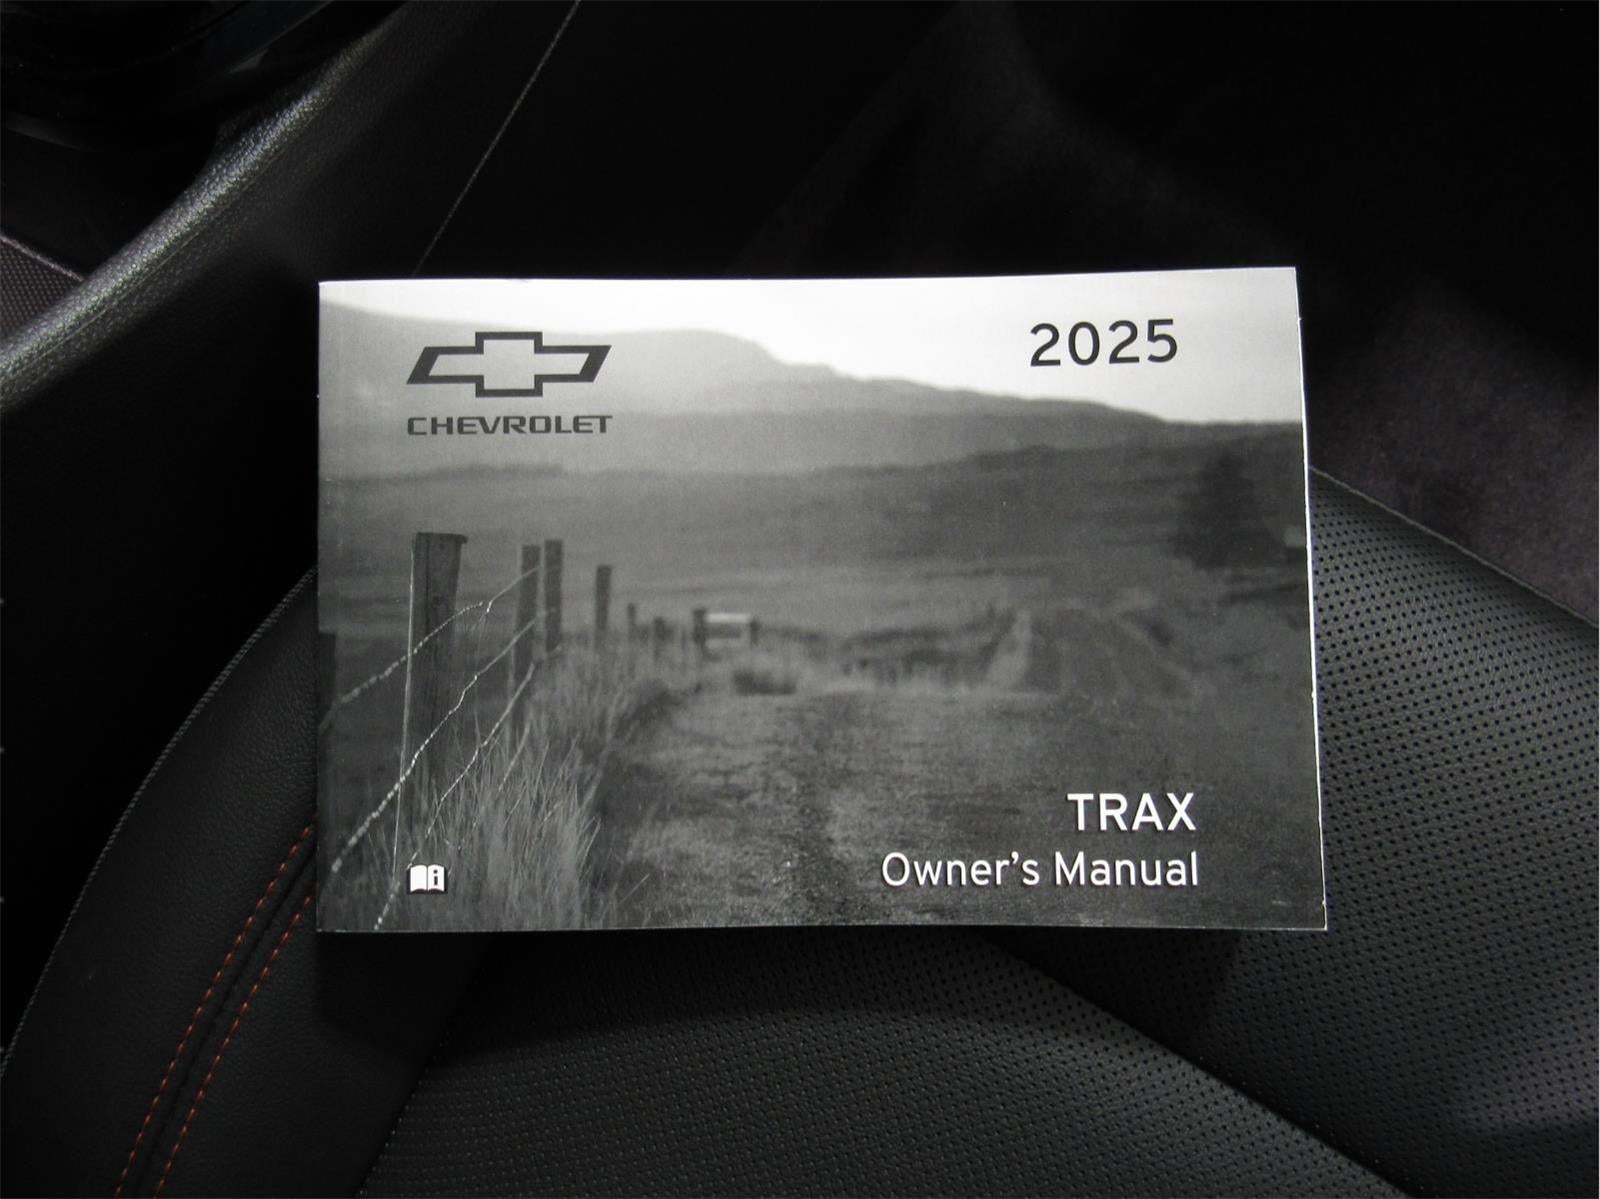 2025
CHEVROLET
TRAX
Owner's Manual